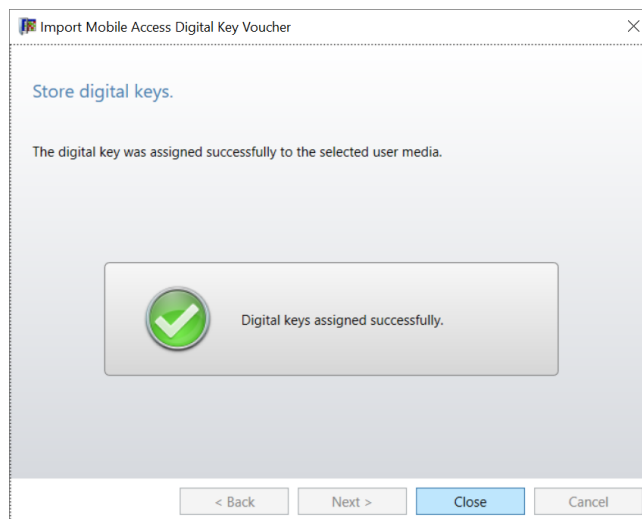 Import Mobile Access Digital Key Voucher
Store digital keys.
The digital key was assigned successfully to the selected user media.
Digital keys assigned successfully.
< Back Next > Close Cancel